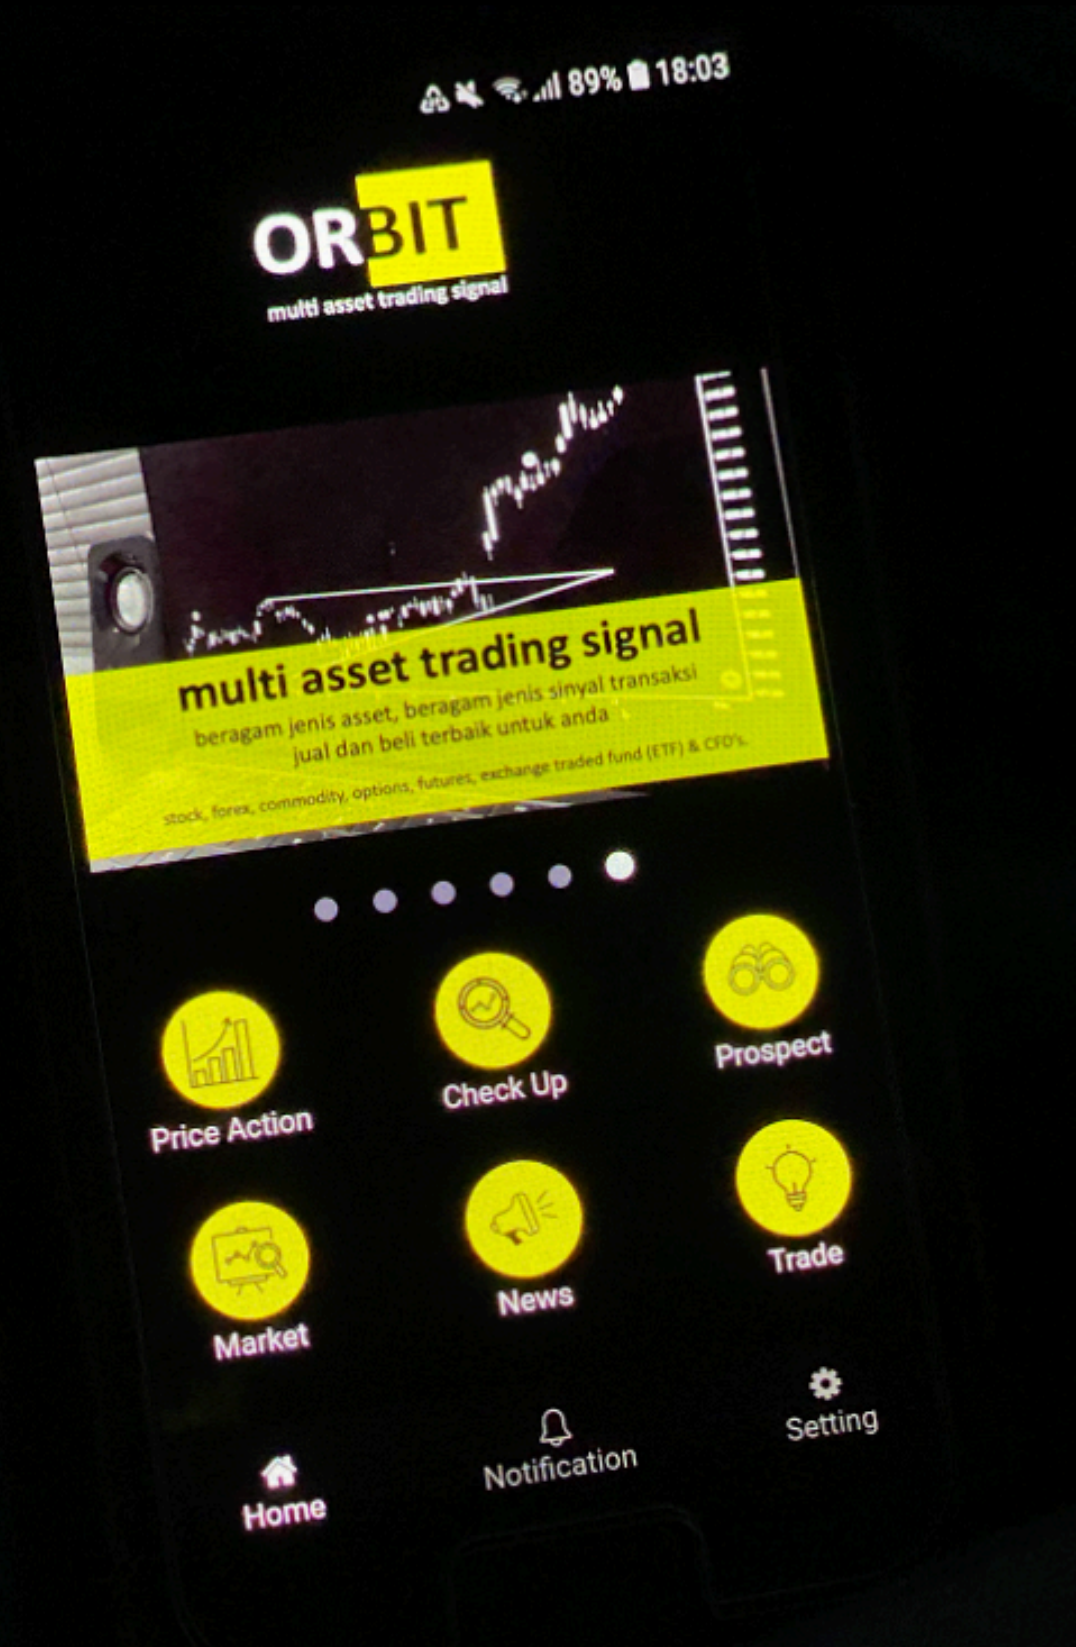 89% 18:03
ORBIT
multi asset trading signal
multi asset trading signal
beragam jenis asset, beragam jenis sinyal transaksi
jual dan beli terbaik untuk anda
stock, forex, commodity, options, futures, exchange traded fund (ETF) & CFD's.
Price Action
Check Up
Prospect
Market
News
Trade
Home
Notification
Setting